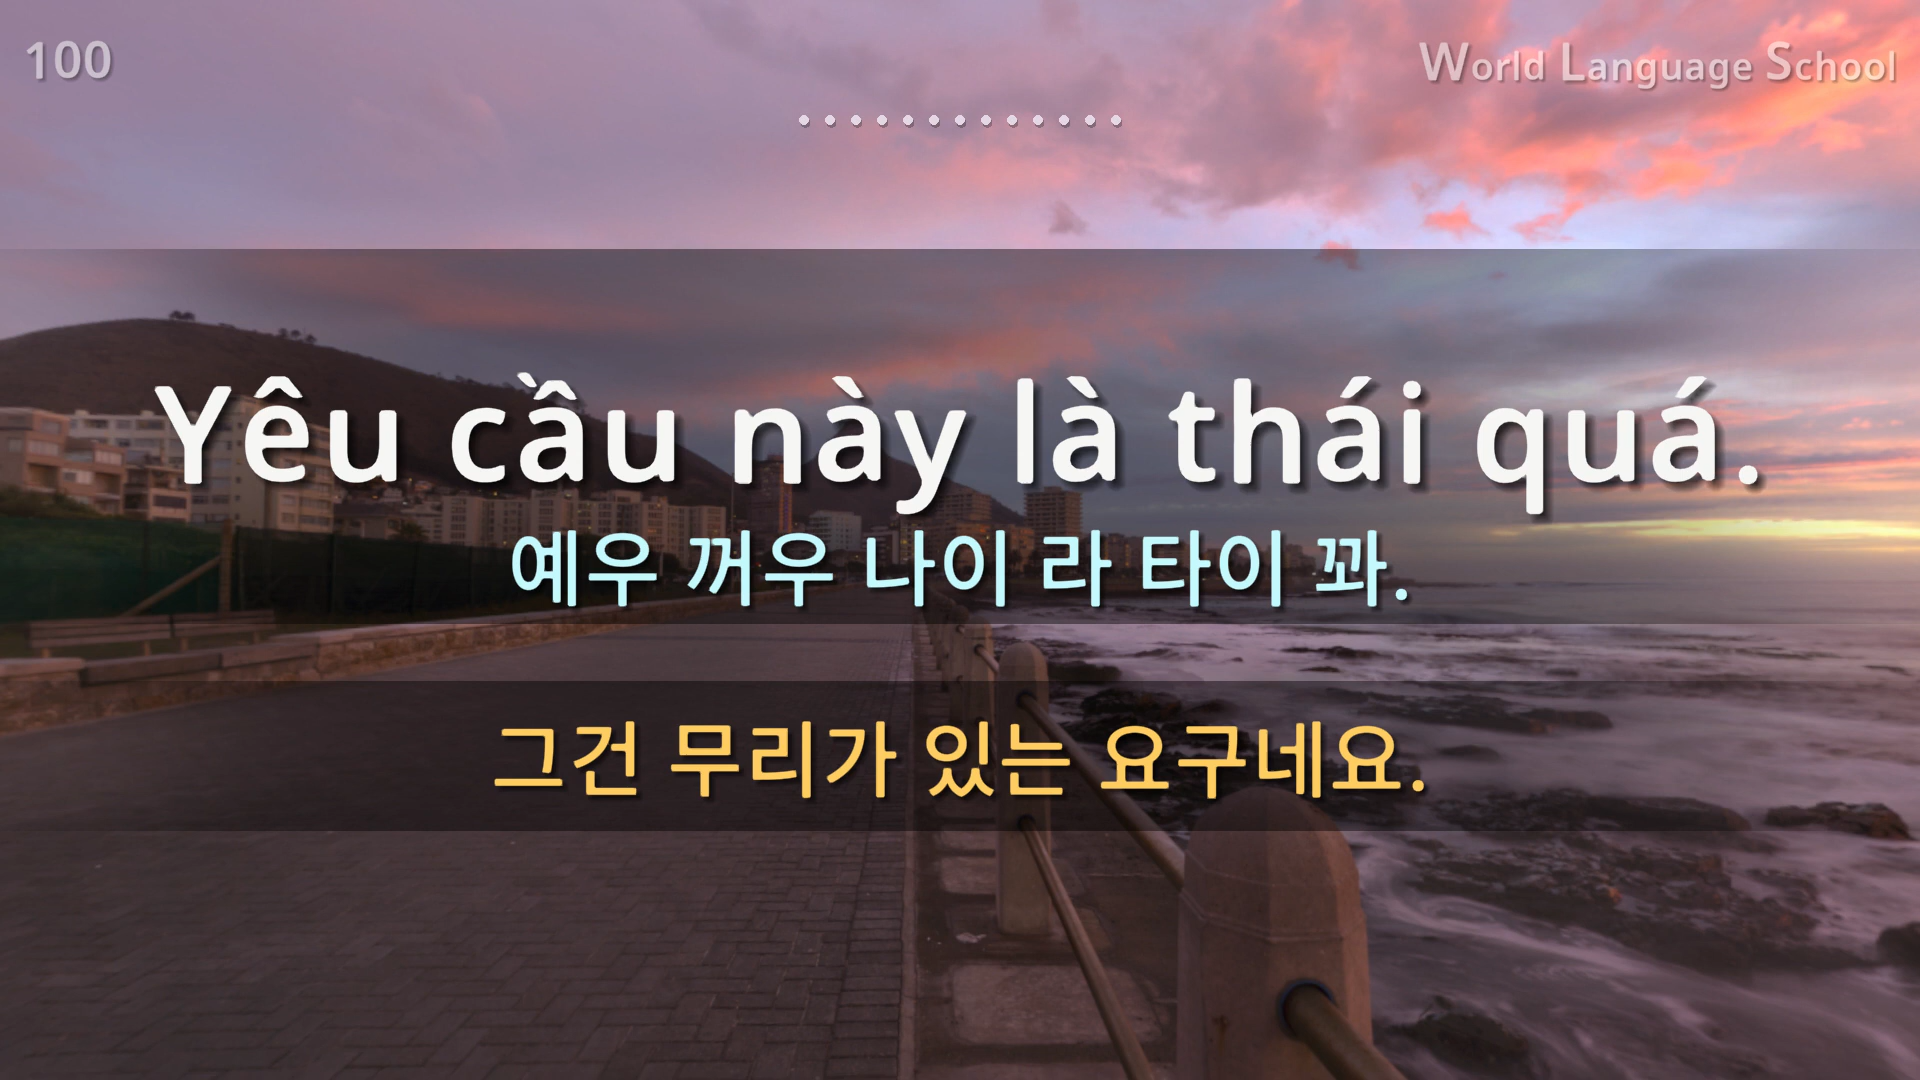 100
World Language School
Yêu cầu này là thái quá.
예우 꺼우 나이 라 타이 꽈.
그건 무리가 있는 요구네요.